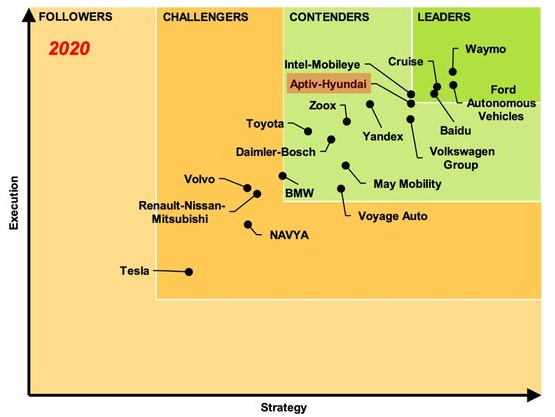 FOLLOWERS
CHALLENGERS
CONTENDERS
LEADERS
2020
Waymo
Cruise
Intel-Mobileye
Aptiv-Hyundai
Ford
Autonomous
Vehicles
Zoox
Baidu
Yandex
Toyota
Volkswagen
Group
Daimler-Bosch
May Mobility
Volvo
BMW
Renault-Nissan-
Mitsubishi
Voyage Auto
NAVYA
Tesla
Execution
Strategy